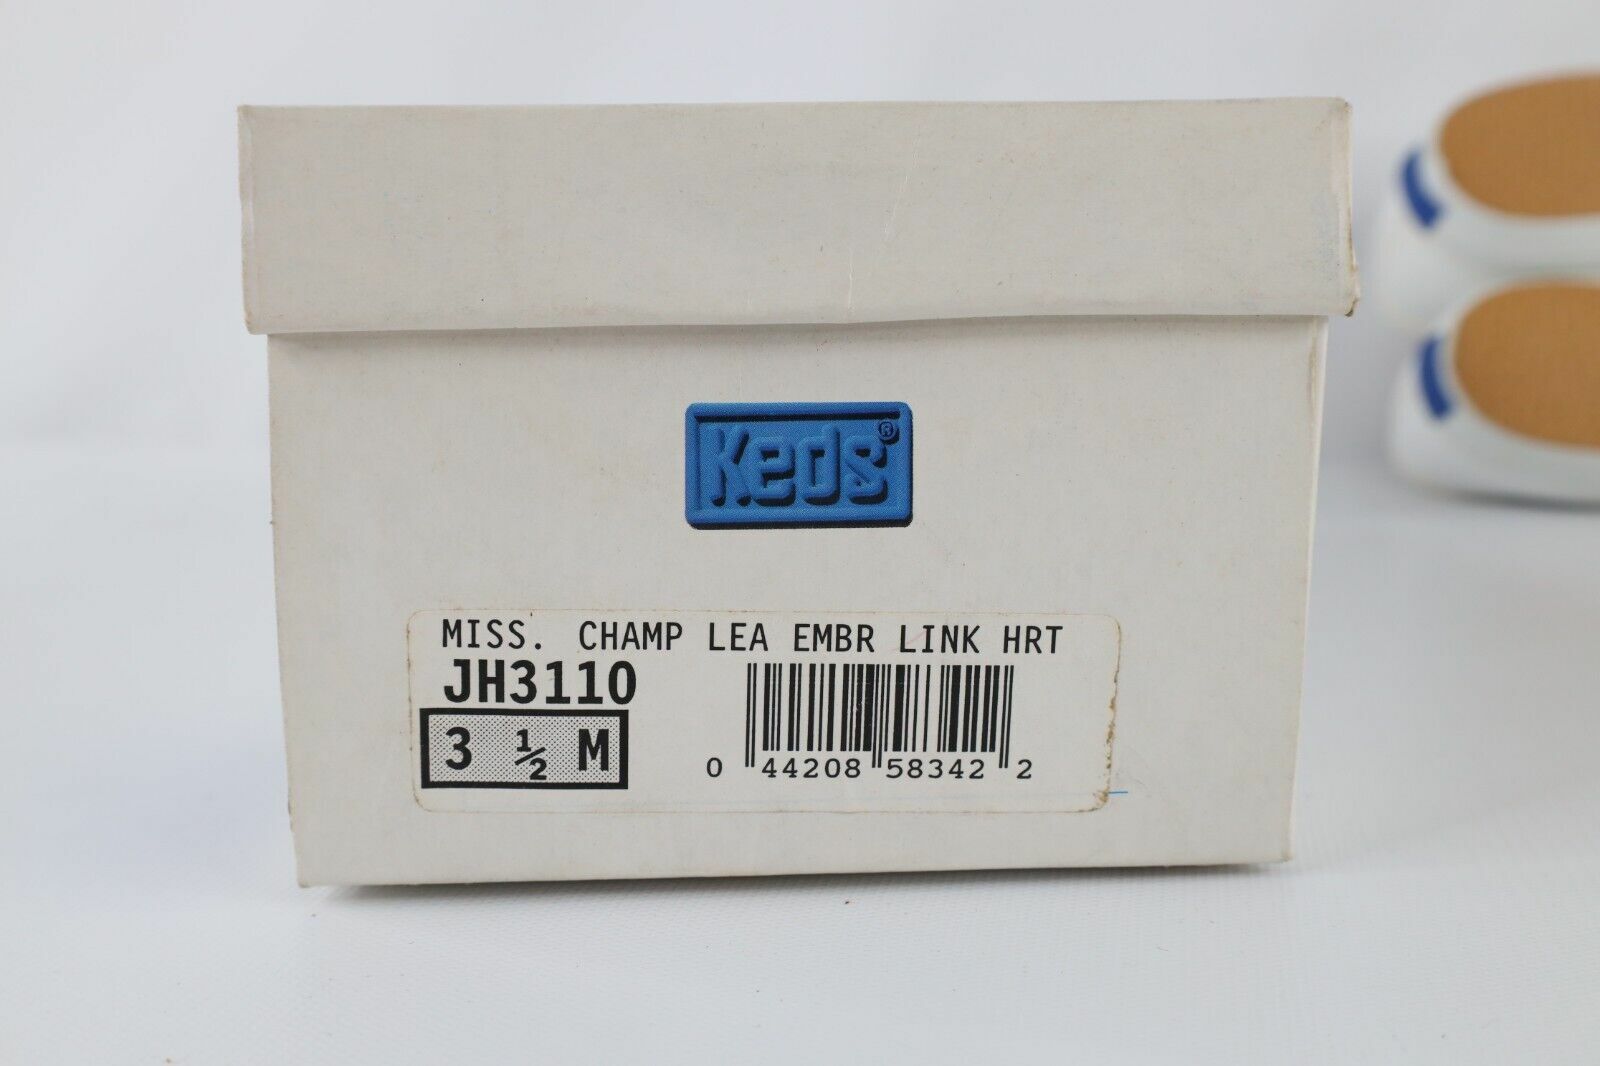 Keds®
MISS. CHAMP LEA EMBR LINK HRT
JH3110
3 ½ M
0 44208 58342 2